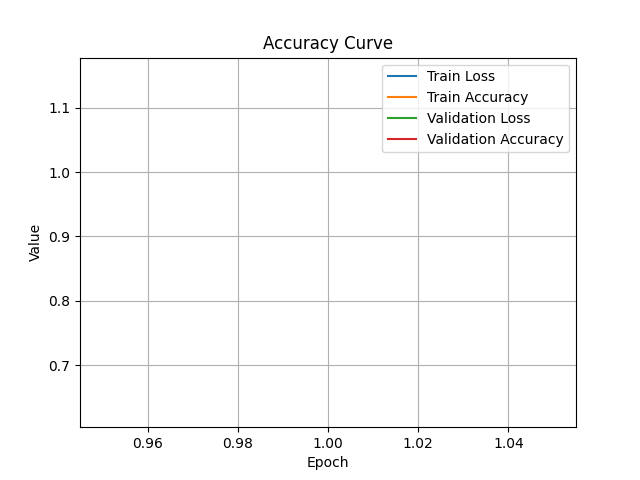 Accuracy Curve
Train Loss
Train Accuracy
Validation Loss
Validation Accuracy
1.1
1.0
0.9
0.8
0.7
Value
0.96 0.98 1.00 1.02 1.04
Epoch